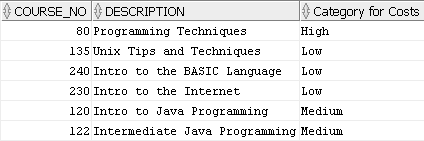 COURSE_NO DESCRIPTION Category for Costs
80 Programming Techniques High
135 Unix Tips and Techniques Low
240 Intro to the BASIC Language Low
230 Intro to the Internet Low
120 Intro to Java Programming Medium
122 Intermediate Java Programming Medium